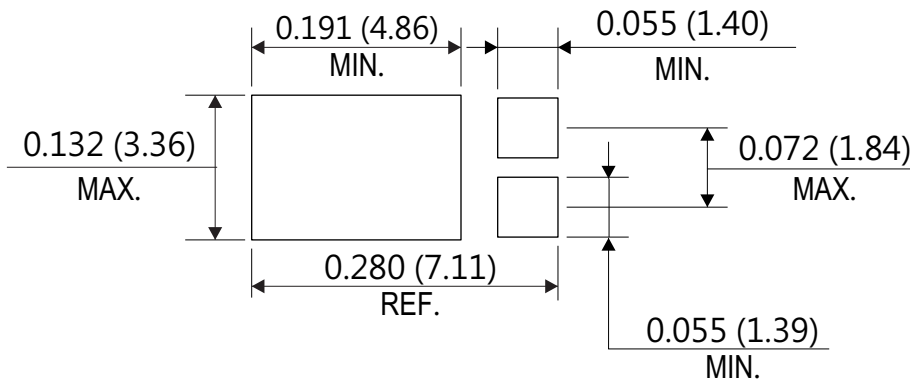 0.191 (4.86)
MIN.
0.055 (1.40)
MIN.
0.132 (3.36)
MAX.
0.072 (1.84)
MAX.
0.280 (7.11)
REF.
0.055 (1.39)
MIN.